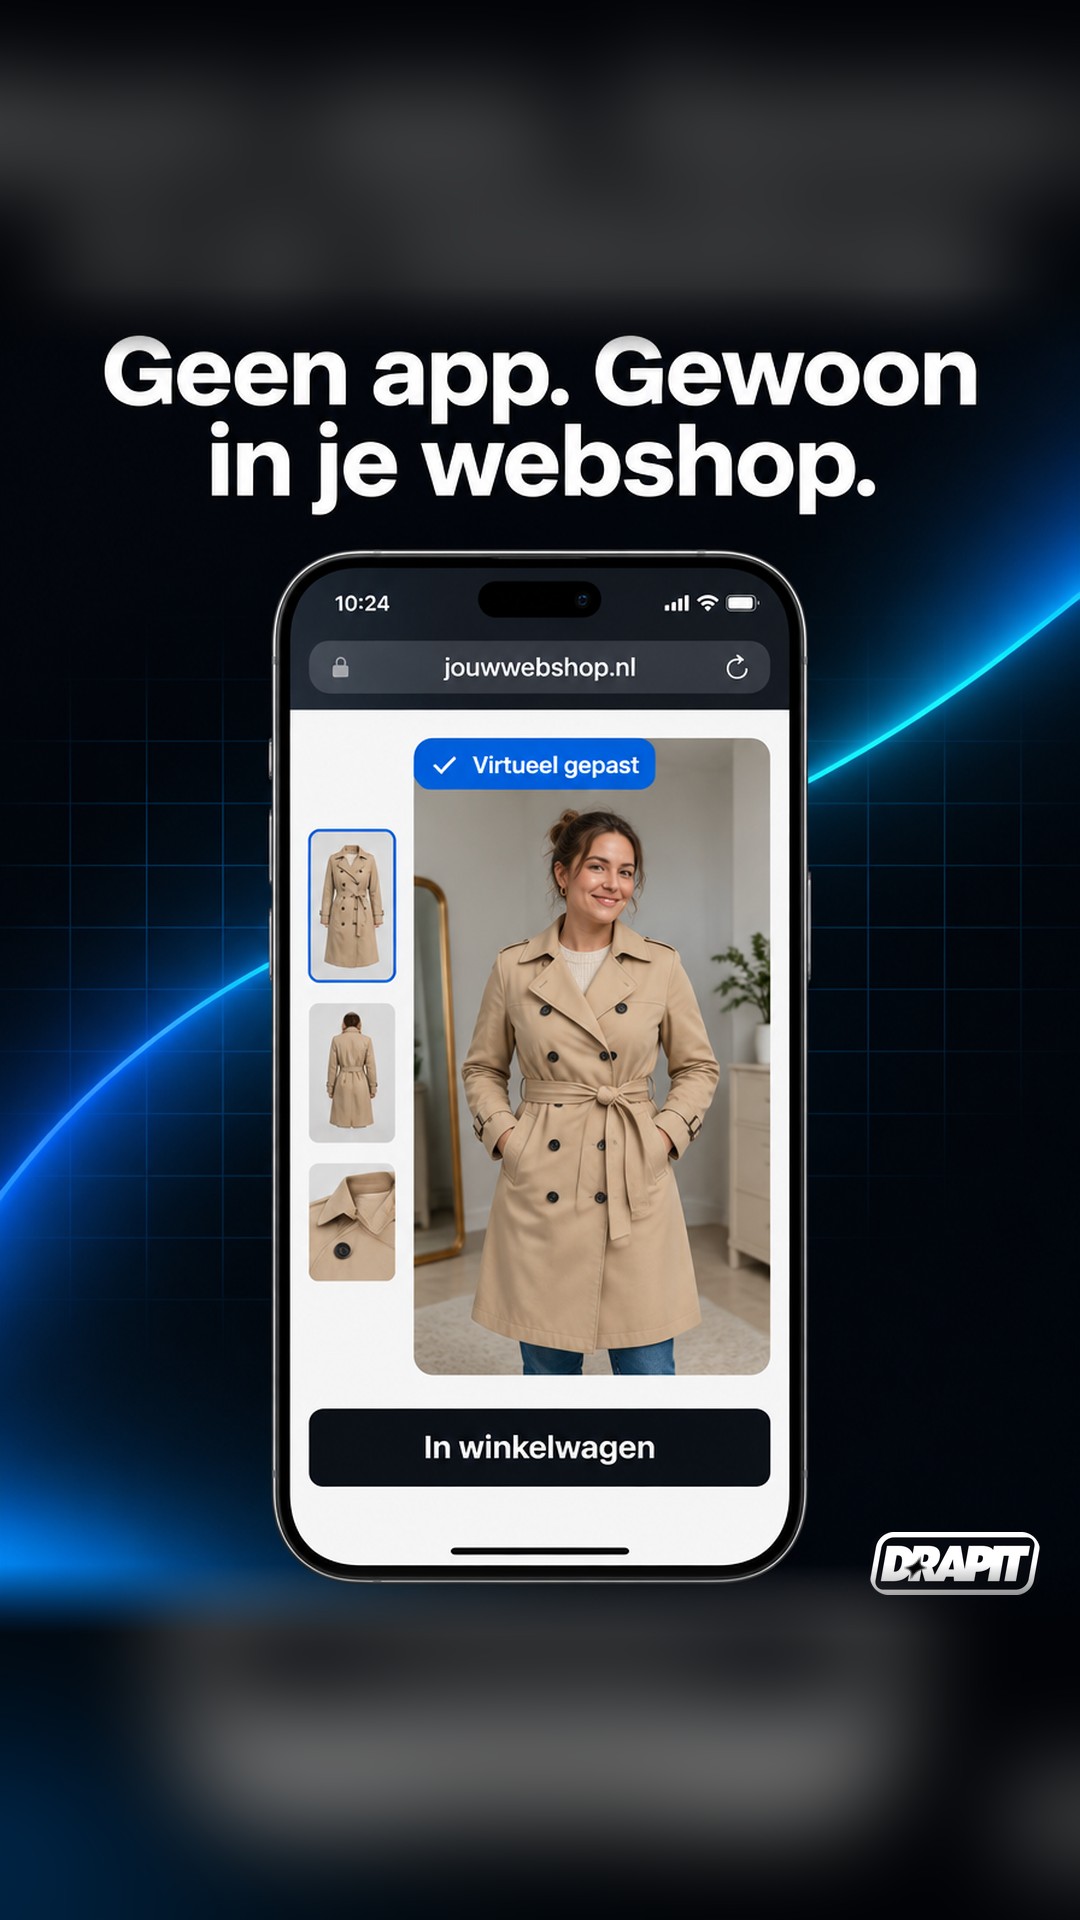 Geen app. Gewoon
in je webshop.
10:24
jouwwebshop.nl
Virtueel gepast
In winkelwagen
DRAPIT